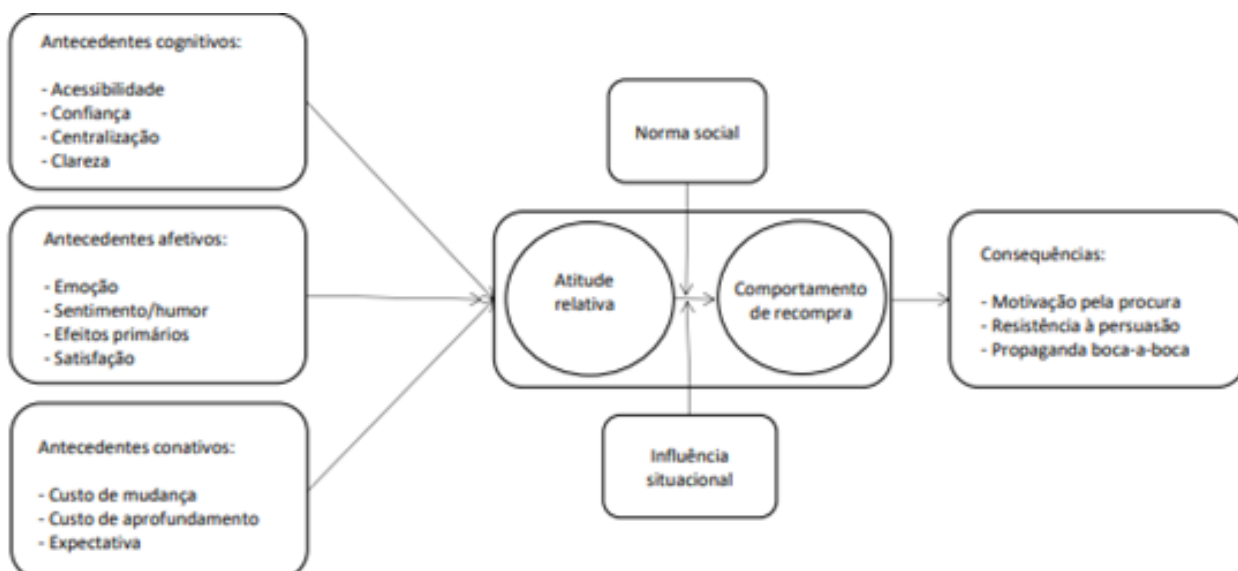 Antecedentes cognitivos:
- Acessibilidade
- Confiança
- Centralização
- Clareza
Antecedentes afetivos:
- Emoção
- Sentimento/humor
- Efeitos primários
- Satisfação
Antecedentes conativos:
- Custo de mudança
- Custo de aprofundamento
- Expectativa
Norma social
Atitude
relativa
Comportamento
de recompra
Influência
situacional
Consequências:
- Motivação pela procura
- Resistência à persuasão
- Propaganda boca-a-boca